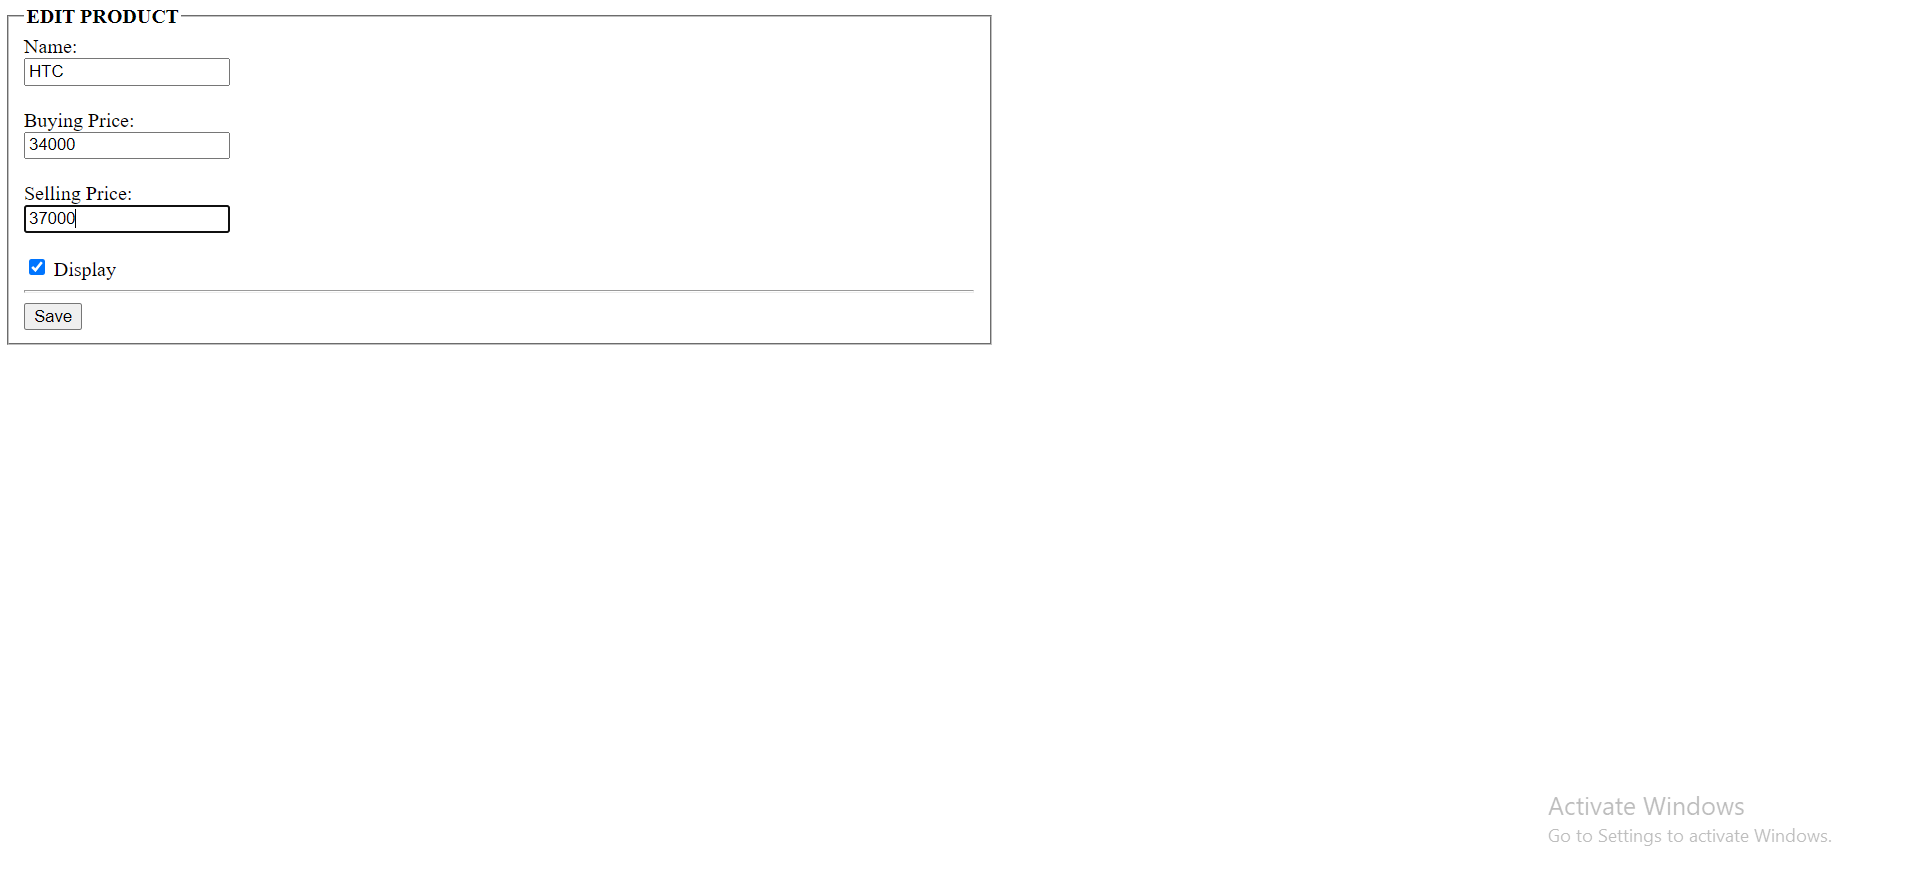 EDIT PRODUCT
Name:
HTC
Buying Price:
34000
Selling Price:
37000
Display
Save
Activate Windows
Go to Settings to activate Windows.